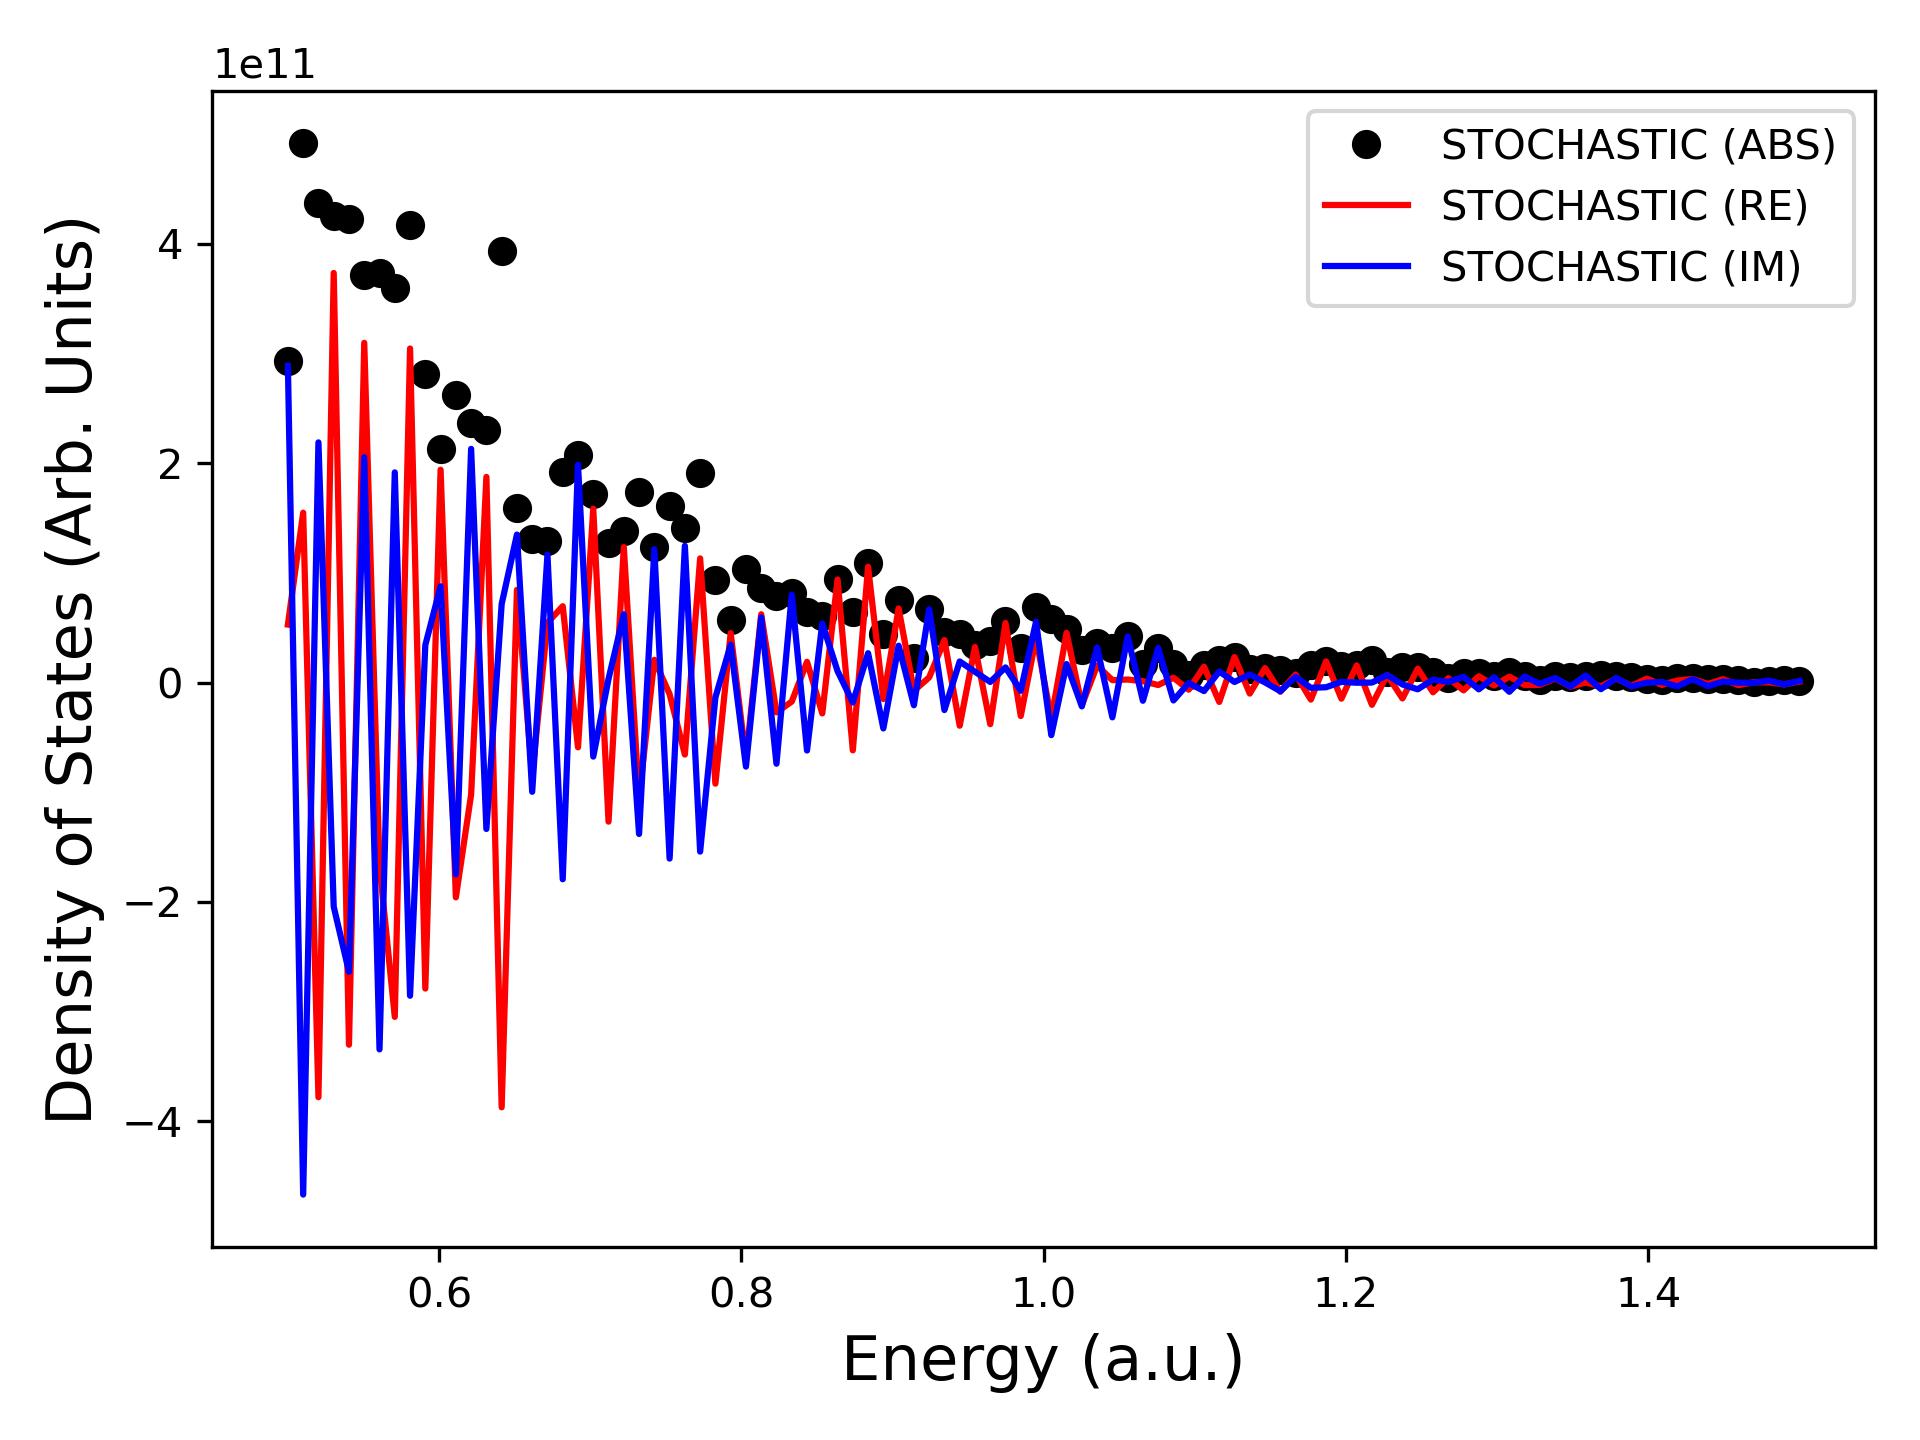 1e11
STOCHASTIC (ABS)
STOCHASTIC (RE)
STOCHASTIC (IM)
Density of States (Arb. Units)
4
2
0
−2
−4
0.6
0.8
1.0
1.2
1.4
Energy (a.u.)